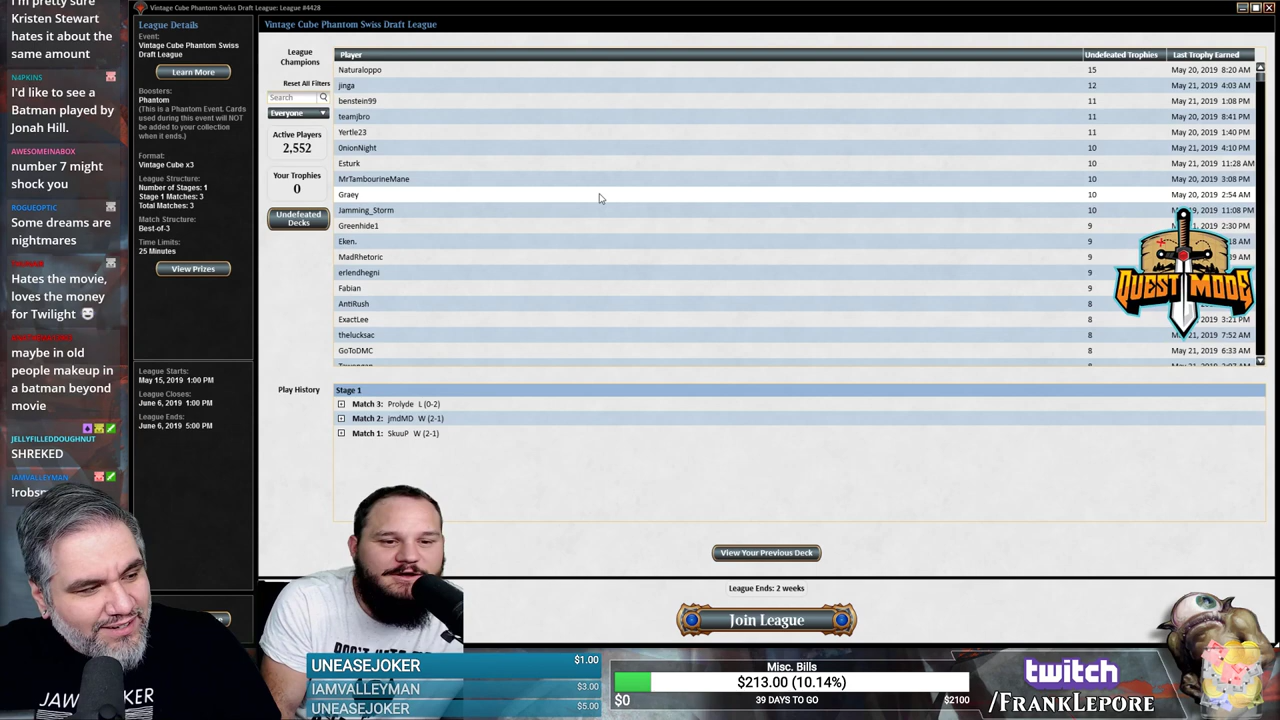 I'm pretty sure
Kristen Stewart
hates it about the
same amount
N4PKINS
I'd like to see a
Batman played by
Jonah Hill.
AWESOMEINABOX
number 7 might
shock you
ROGUEOPTIC
Some dreams are
nightmares
Hates the movie,
loves the money
for Twilight
maybe in old
people makeup in
a batman beyond
movie
JELLYFILLEDDOUGHNUT
SHREKED
IAMVALLEYMAN
Vintage Cube Phantom Swiss Draft League: League #4428
League Details
Event:
Vintage Cube Phantom Swiss
Draft League
Learn More
Boosters:
Phantom
(This is a Phantom Event. Cards
used during this event will NOT
be added to your collection
when it ends.)
Format:
Vintage Cube x3
League Structure:
Number of Stages: 1
Stage 1 Matches: 3
Total Matches: 3
Match Structure:
Best-of-3
Time Limits:
25 Minutes
View Prizes
League Starts:
May 15, 2019 1:00 PM
League Closes:
June 6, 2019 1:00 PM
League Ends:
June 6, 2019 5:00 PM
Vintage Cube Phantom Swiss Draft League
League
Champions
Reset All Filters
Search
Everyone
Active Players
2,552
Your Trophies
0
Undefeated
Decks
Player Undefeated Trophies Last Trophy Earned
Naturaloppo 15 May 20, 2019 8:20 AM
jinga 12 May 21, 2019 4:03 AM
benstein99 11 May 21, 2019 1:08 PM
teamjbro 11 May 20, 2019 8:41 PM
Yertle23 11 May 20, 2019 1:40 PM
0nionNight 10 May 21, 2019 4:10 PM
Esturk 10 May 21, 2019 11:28 AM
MrTambourineMane 10 May 20, 2019 3:08 PM
Graey 10 May 20, 2019 2:54 AM
Jamming_Storm 10 11:08 PM
Greenhide1 9 2:30 PM
Eken. 9
MadRhetoric 9
erlendhegni 9
Fabian 9
AntiRush 8
ExactLee 8 3:21 PM
thelucksac 8 May 21, 2019 7:52 AM
GoToDMC 8 May 21, 2019 6:33 AM
QUEST MODE
Play History
Stage 1
Match 3: Prolyde L (0-2)
Match 2: jmdMD W (2-1)
Match 1: SkuuP W (2-1)
View Your Previous Deck
League Ends: 2 weeks
Join League
UNEASEJOKER $1.00
IAMVALLEYMAN $3.00
UNEASEJOKER $5.00
Misc. Bills
$213.00 (10.14%)
$0 39 DAYS TO GO $2100
twitch
/FRANKLEPORE